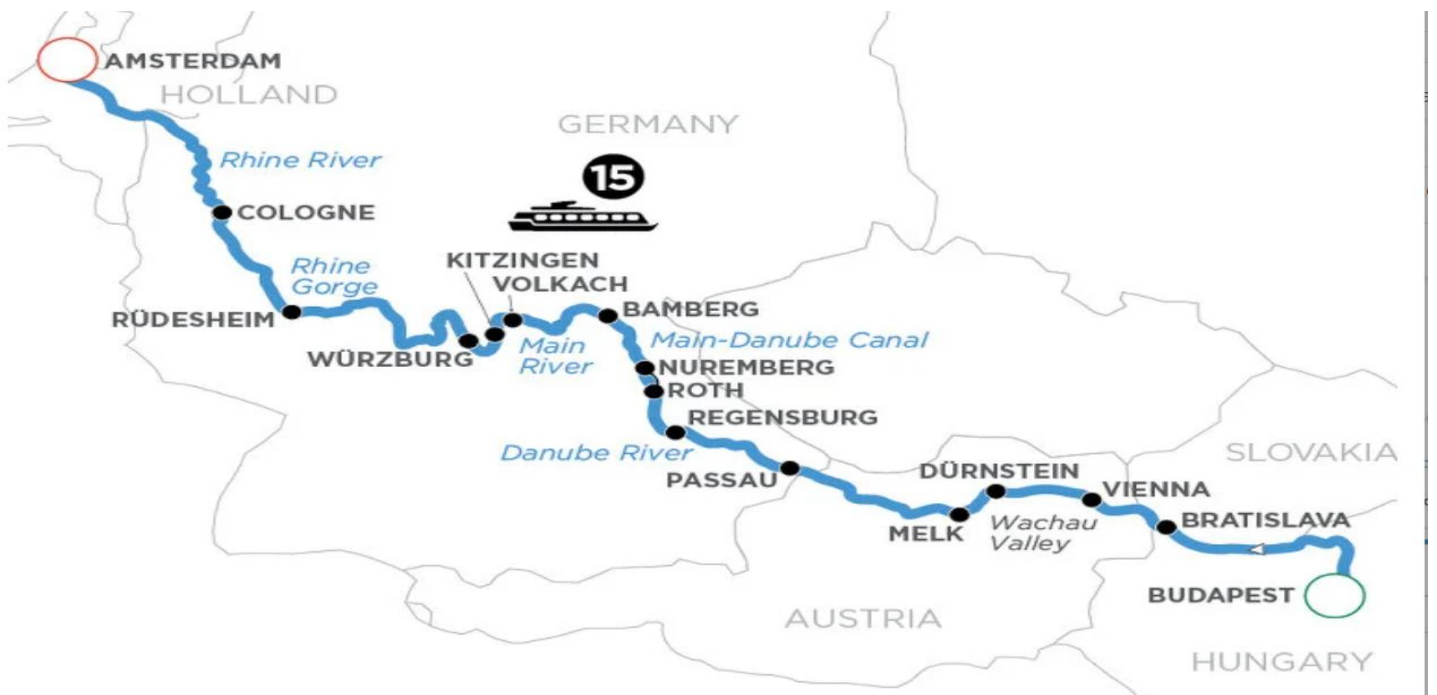 AMSTERDAM
HOLLAND
GERMANY
Rhine River
15
COLOGNE
KITZINGEN
Rhine
Gorge
VOLKACH
BAMBERG
RÜDESHEIM
Main-Danube Canal
WÜRZBURG
Main
River
NUREMBERG
ROTH
REGENSBURG
Danube River
SLOVAKIA
PASSAU
DÜRNSTEIN
VIENNA
MELK
Wachau
Valley
BRATISLAVA
BUDAPEST
AUSTRIA
HUNGARY